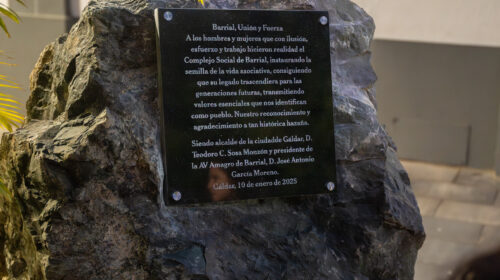 Barrial, Unión y Fuerza
A los hombres y mujeres que con ilusión,
esfuerzo y trabajo hicieron realidad el
Complejo Social de Barrial, instaurando la
semilla de la vida asociativa, consiguiendo
que su legado trascendiera para las
generaciones futuras, transmitiendo
valores esenciales que nos identifican
como pueblo. Nuestro reconocimiento y
agradecimiento a tan histórica hazaña.
Siendo alcalde de la ciudadde Gáldar, D.
Teodoro C. Sosa Monzón y presidente de
la AV Amagro de Barrial, D. José Antonio
García Moreno.
Gáldar, 10 de enero de 2025